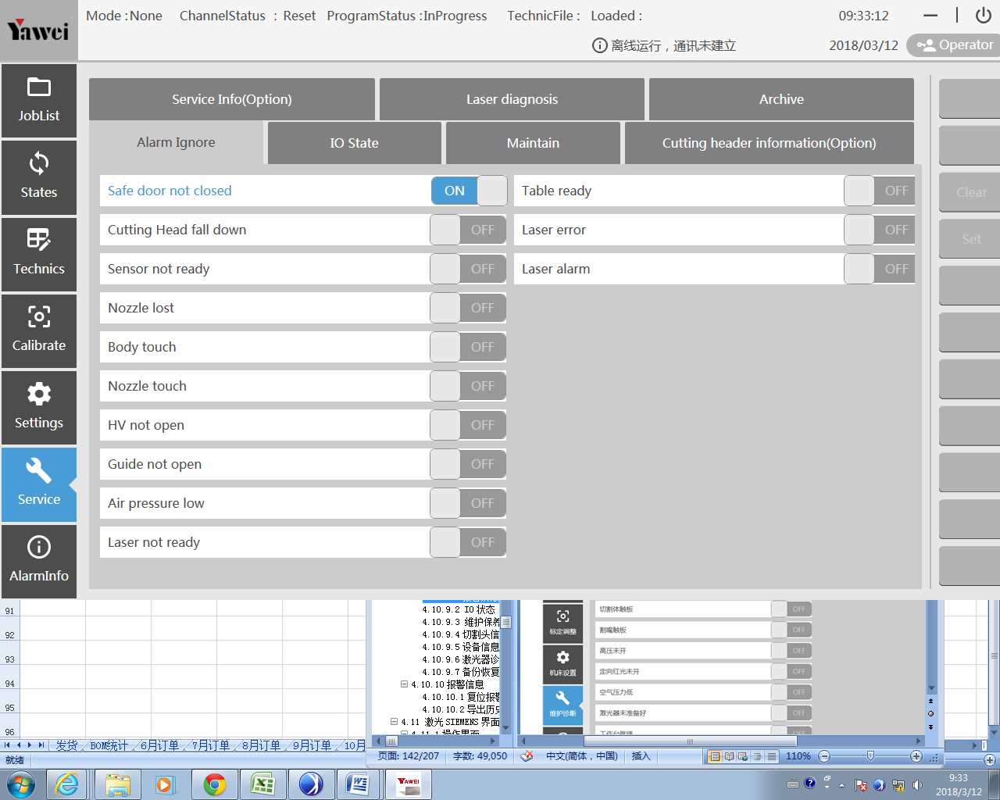 Yawei
Mode : None ChannelStatus : Reset ProgramStatus : InProgress TechnicFile : Loaded :
09:33:12
离线运行，通讯未建立
2018/03/12
Operator
JobList
States
Technics
Calibrate
Settings
Service
AlarmInfo
Service Info(Option)
Laser diagnosis
Archive
Alarm Ignore
IO State
Maintain
Cutting header information(Option)
Safe door not closed ON
Table ready OFF
Cutting Head fall down OFF
Laser error OFF
Sensor not ready OFF
Laser alarm OFF
Nozzle lost OFF
Body touch OFF
Nozzle touch OFF
HV not open OFF
Guide not open OFF
Air pressure low OFF
Laser not ready OFF
Clear
Set
91
92
93
94
95
96
发货 BOM统计 6月订单 7月订单 8月订单 9月订单 10月
就绪
4.10.9.2 IO 状态
4.10.9.3 维护保养
4.10.9.4 切割头信
4.10.9.5 设备信息
4.10.9.6 激光器诊
4.10.9.7 备份恢复
4.10.10 报警信息
4.10.10.1 复位报警
4.10.10.2 导出历史
4.11 激光 SIEMENS 界面
4.11.1 操作界面
标定调整
机床设置
维护诊断
切割体触板 OFF
割嘴触板 OFF
高压未开 OFF
定向红光未开 OFF
空气压力低 OFF
激光器未准备好 OFF
工作台就绪 OFF
页面: 142/207 字数: 49,050 中文(简体，中国) 插入 110%
YAWEI
9:33
2018/3/12